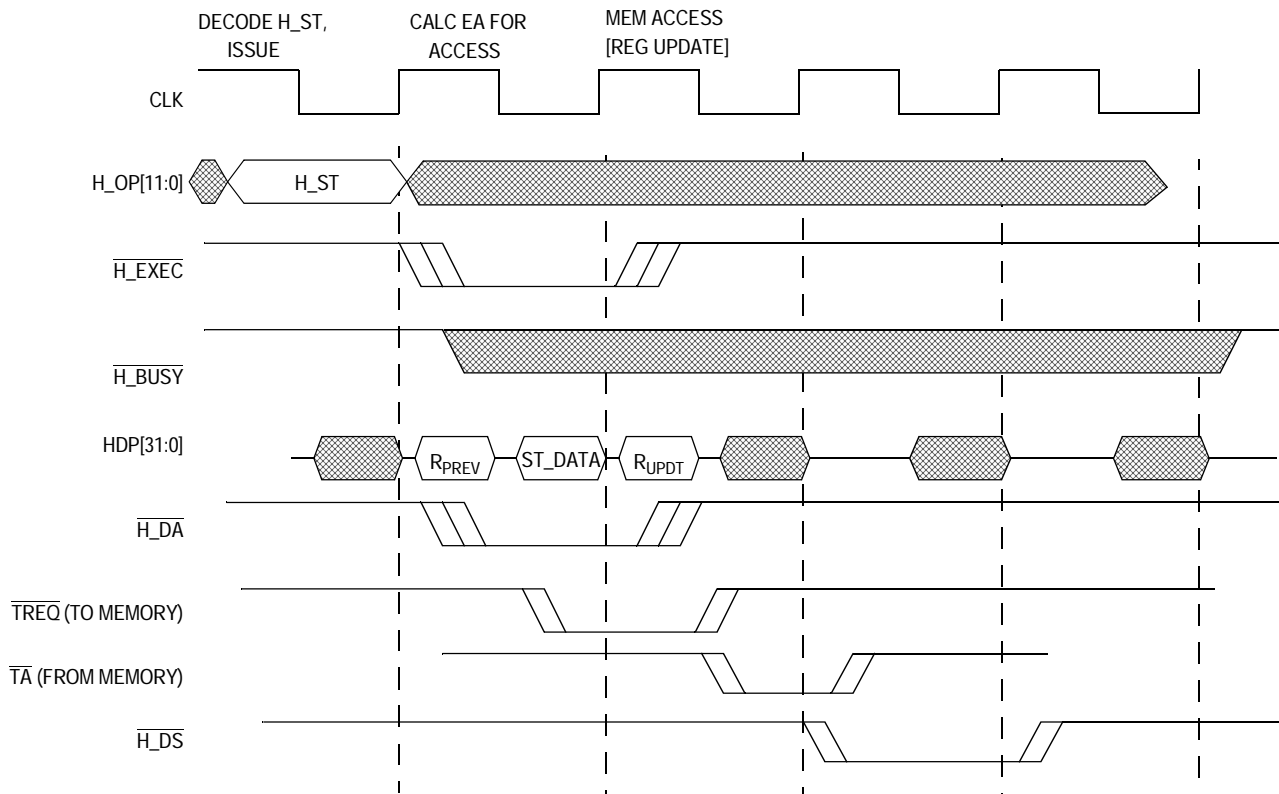 DECODE H_ST,
ISSUE
CALC EA FOR
ACCESS
MEM ACCESS
[REG UPDATE]
CLK
H_OP[11:0]
H_ST
H_EXEC
H_BUSY
HDP[31:0]
RPREV
ST_DATA
RUPDT
H_DA
TREQ (TO MEMORY)
TA (FROM MEMORY)
H_DS